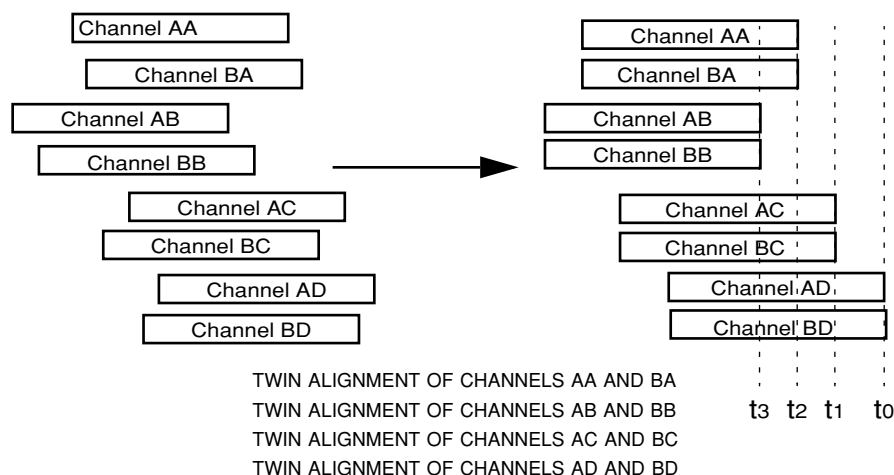 Channel AA
Channel BA
Channel AB
Channel BB
Channel AC
Channel BC
Channel AD
Channel BD
Channel AA
Channel BA
Channel AB
Channel BB
Channel AC
Channel BC
Channel AD
Channel BD
t3 t2 t1 t0
TWIN ALIGNMENT OF CHANNELS AA AND BA
TWIN ALIGNMENT OF CHANNELS AB AND BB
TWIN ALIGNMENT OF CHANNELS AC AND BC
TWIN ALIGNMENT OF CHANNELS AD AND BD